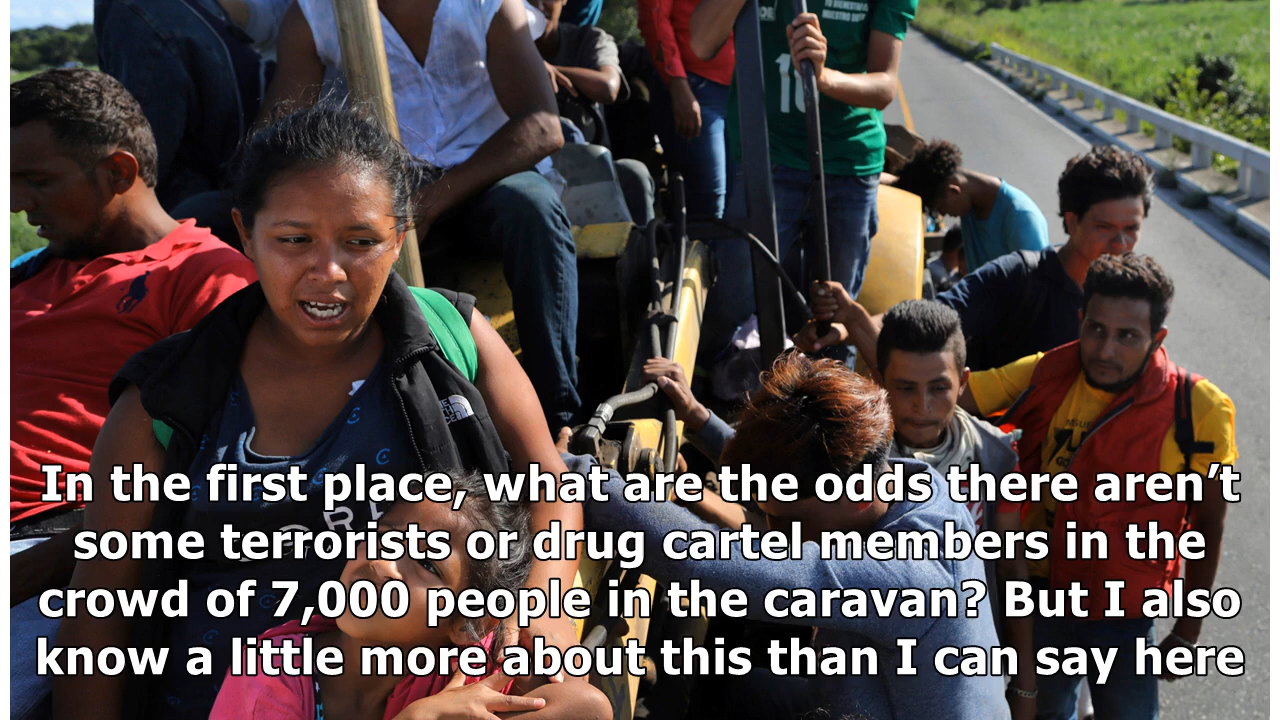 10
In the first place, what are the odds there aren’t
some terrorists or drug cartel members in the
crowd of 7,000 people in the caravan? But I also
know a little more about this than I can say here